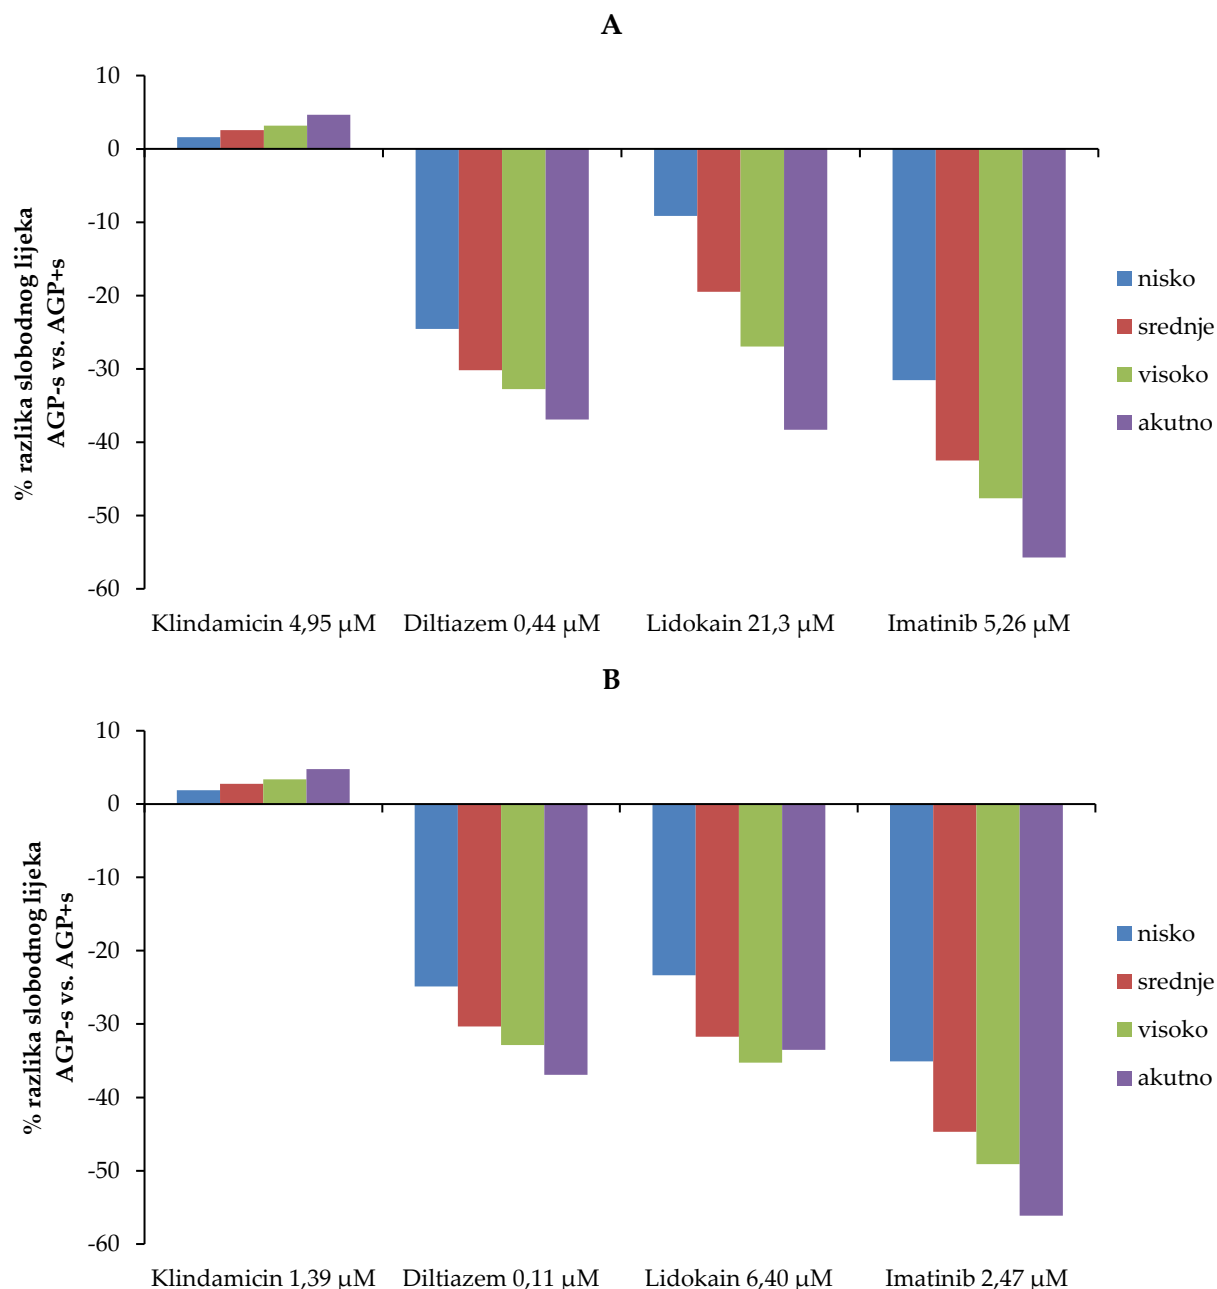 A
10
0
-10
-20
-30
-40
-50
-60
% razlika slobodnog lijeka
AGP-s vs. AGP+s
Klindamicin 4,95 µM Diltiazem 0,44 µM Lidokain 21,3 µM Imatinib 5,26 µM
nisko
srednje
visoko
akutno
B
10
0
-10
-20
-30
-40
-50
-60
% razlika slobodnog lijeka
AGP-s vs. AGP+s
Klindamicin 1,39 µM Diltiazem 0,11 µM Lidokain 6,40 µM Imatinib 2,47 µM
nisko
srednje
visoko
akutno